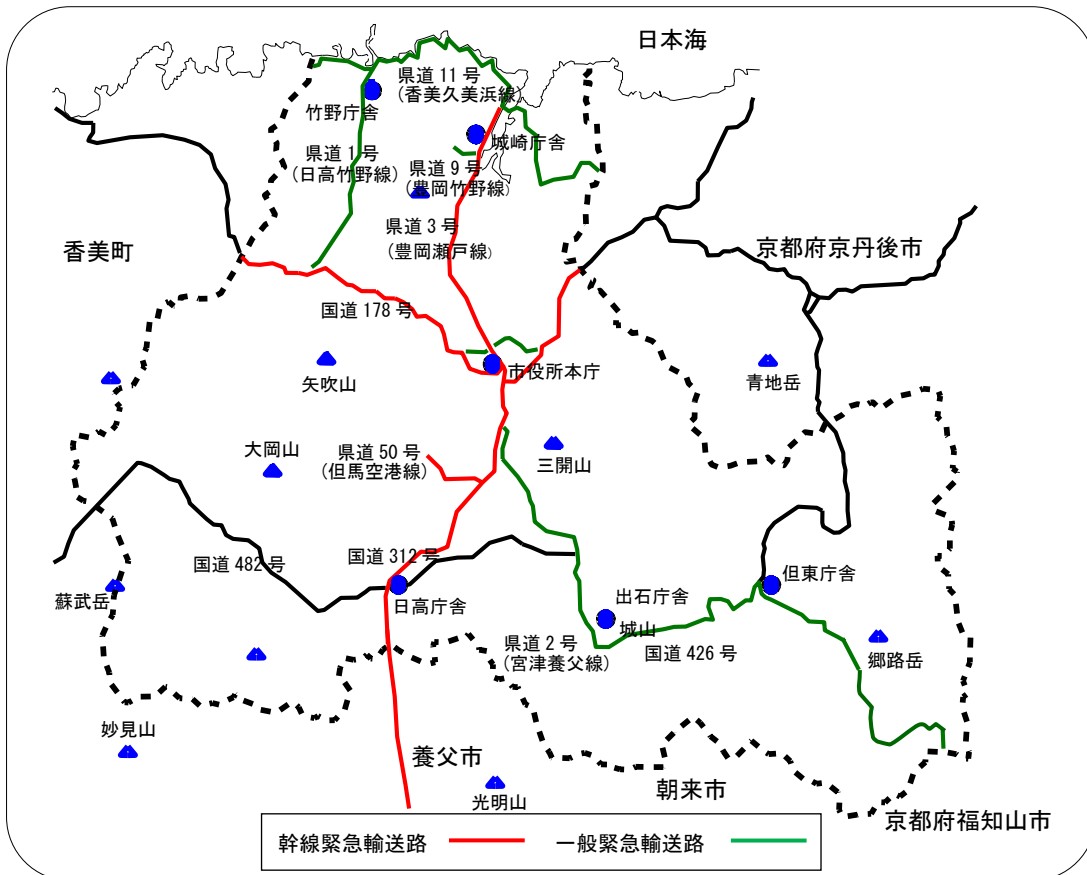 日本海
県道 11 号
(香美久美浜線)
竹野庁舎
城崎庁舎
県道 1 号
(日高竹野線)
県道 9 号
(豊岡竹野線)
県道 3 号
(豊岡瀬戸線)
香美町
京都府京丹後市
国道 178 号
矢吹山
市役所本庁
青地岳
大岡山
県道 50 号
(但馬空港線)
三開山
国道 482 号
国道 312 号
蘇武岳
日高庁舎
出石庁舎
城山
但東庁舎
県道 2 号
(宮津養父線)
国道 426 号
郷路岳
妙見山
養父市
光明山
朝来市
京都府福知山市
幹線緊急輸送路
一般緊急輸送路